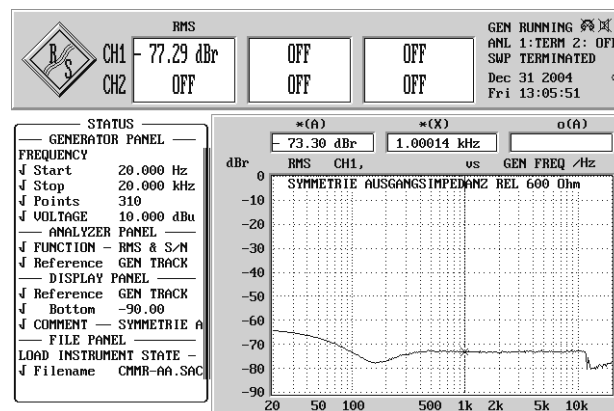 RMS
R S CH1 - 77.29 dBr OFF OFF
CH2 OFF OFF OFF
GEN RUNNING
ANL 1:TERM 2: OFF
SWP TERMINATED
Dec 31 2004
Fri 13:05:51
STATUS
GENERATOR PANEL
FREQUENCY
Start 20.000 Hz
Stop 20.000 kHz
Points 310
VOLTAGE 10.000 dBu
ANALYZER PANEL
FUNCTION - RMS & S/N
Reference GEN TRACK
DISPLAY PANEL
Reference GEN TRACK
Bottom -90.00
COMMENT — SYMMETRIE A
FILE PANEL
LOAD INSTRUMENT STATE -
Filename CMMR-AA.SAC
*(A) *(X) o(A)
- 73.30 dBr 1.00014 kHz
dBr RMS CH1, vs GEN FREQ /Hz
SYMMETRIE AUSGANGSIMPEDANZ REL 600 Ohm
0
-10
-20
-30
-40
-50
-60
-70
-80
-90
20 50 100 500 1k 2k 5k 10k